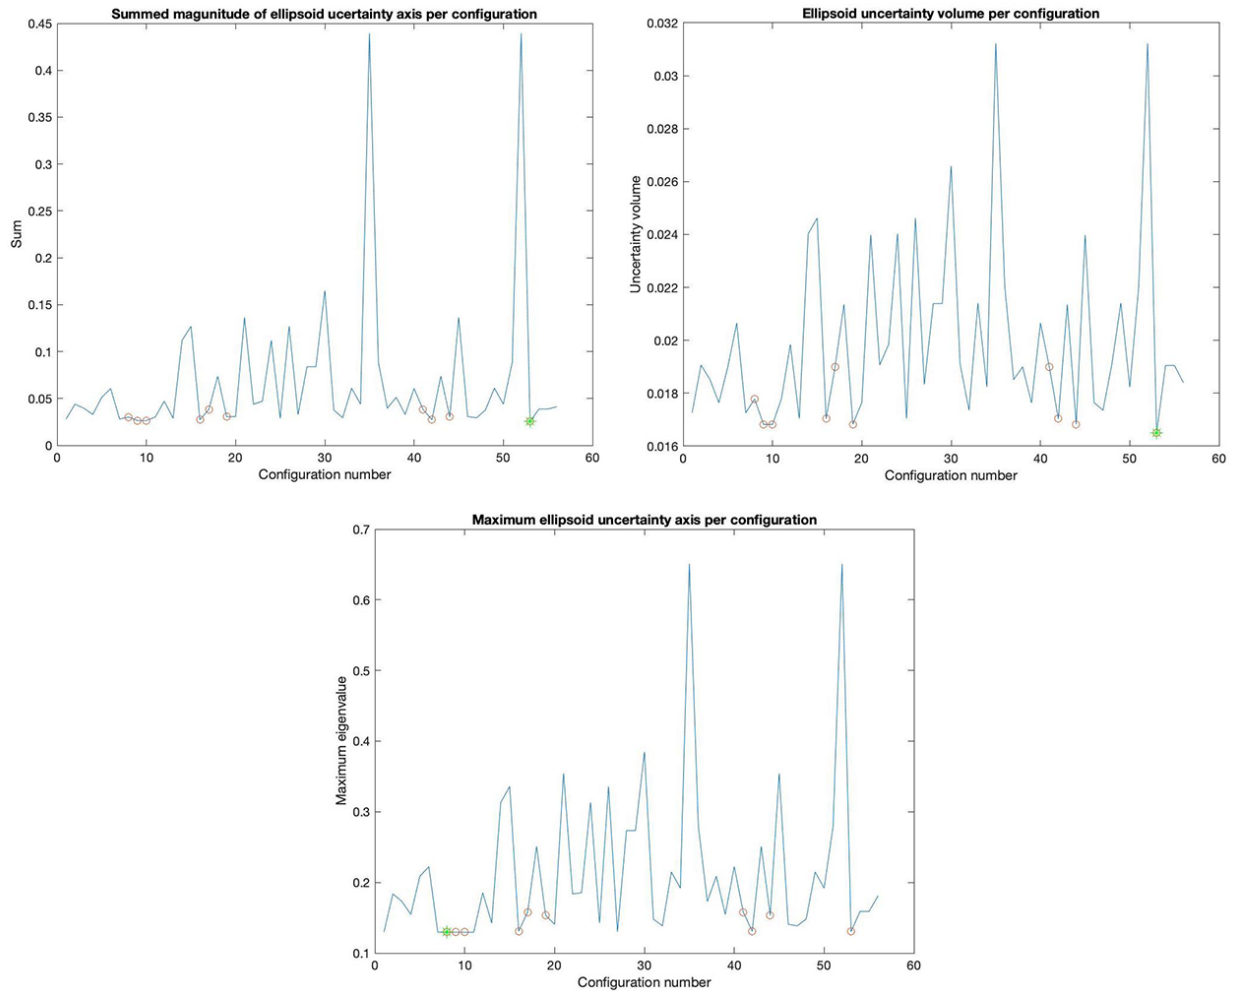 Summed magunitude of ellipsoid ucertainty axis per configuration
0.45
0.4
0.35
0.3
0.25
0.2
0.15
0.1
0.05
0
Sum
0 10 20 30 40 50 60
Configuration number
Ellipsoid uncertainty volume per configuration
0.032
0.03
0.028
0.026
0.024
0.022
0.02
0.018
0.016
Uncertainty volume
0 10 20 30 40 50 60
Configuration number
Maximum ellipsoid uncertainty axis per configuration
0.7
0.6
0.5
0.4
0.3
0.2
0.1
Maximum eigenvalue
0 10 20 30 40 50 60
Configuration number